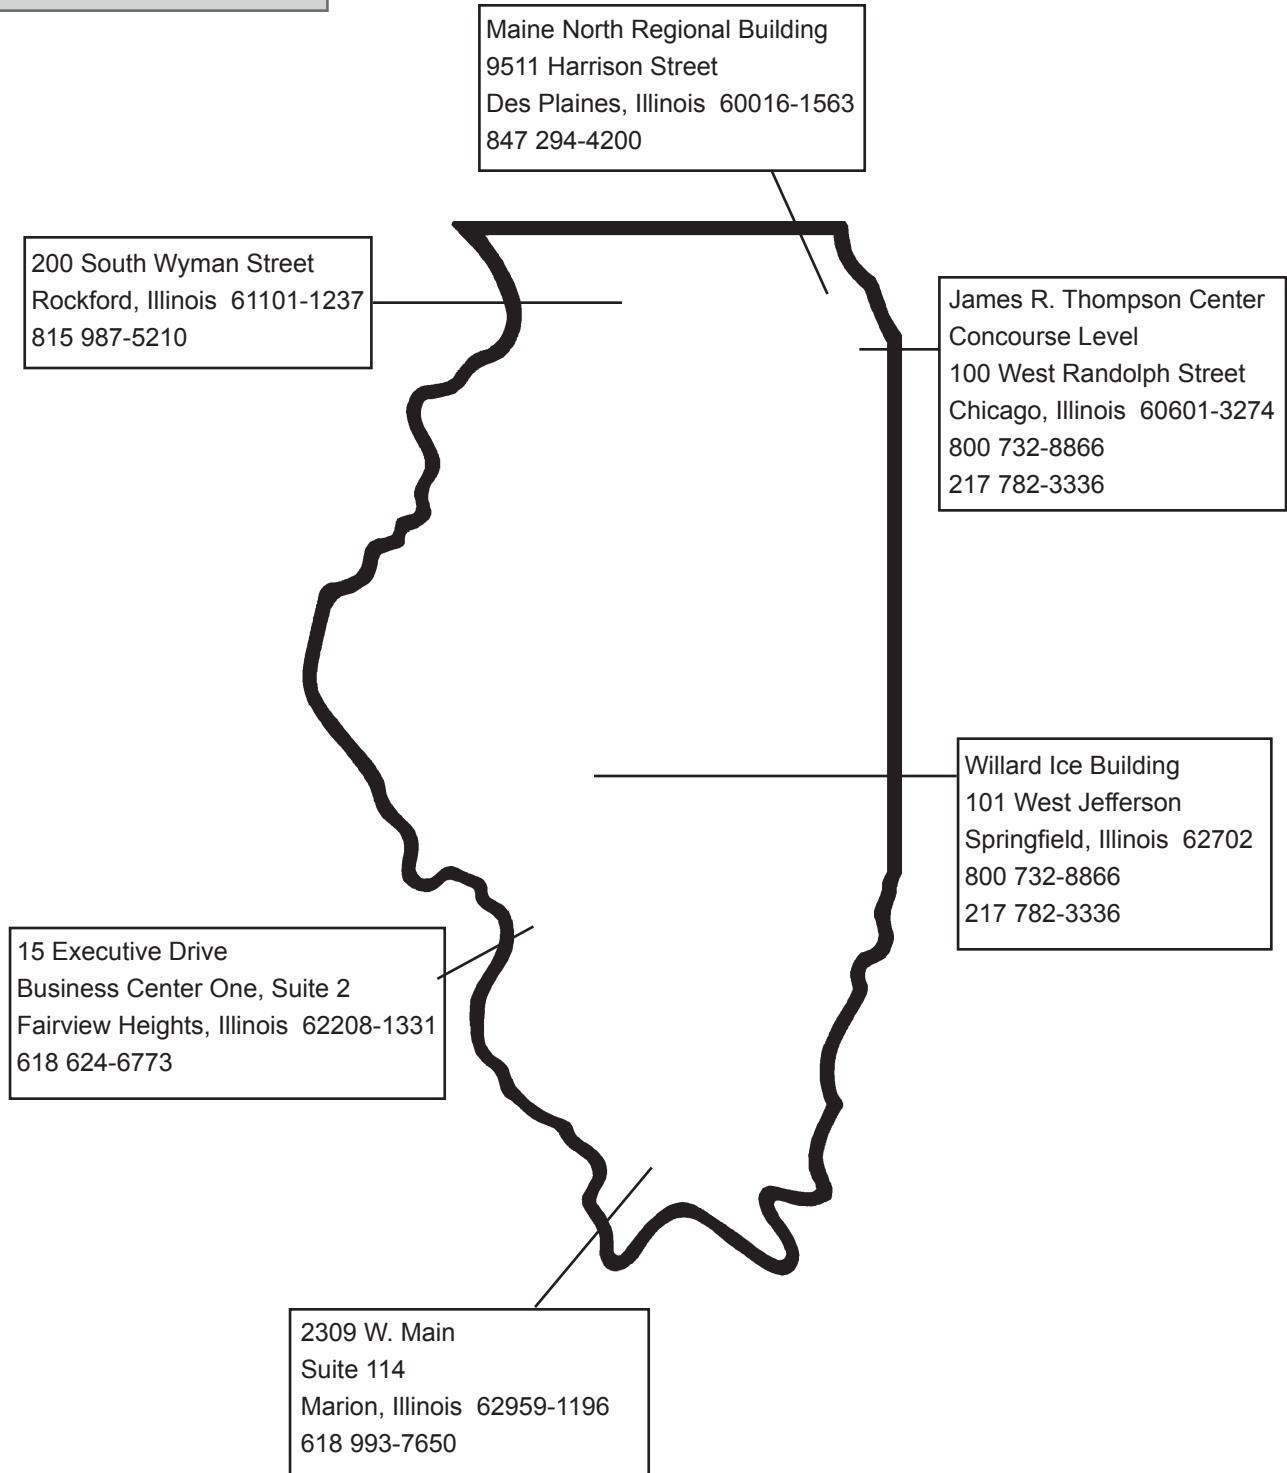 Maine North Regional Building
9511 Harrison Street
Des Plaines, Illinois  60016-1563
847 294-4200
200 South Wyman Street
Rockford, Illinois  61101-1237
815 987-5210
James R. Thompson Center
Concourse Level
100 West Randolph Street
Chicago, Illinois  60601-3274
800 732-8866
217 782-3336
Willard Ice Building
101 West Jefferson
Springfield, Illinois  62702
800 732-8866
217 782-3336
15 Executive Drive
Business Center One, Suite 2
Fairview Heights, Illinois  62208-1331
618 624-6773
2309 W. Main
Suite 114
Marion, Illinois  62959-1196
618 993-7650